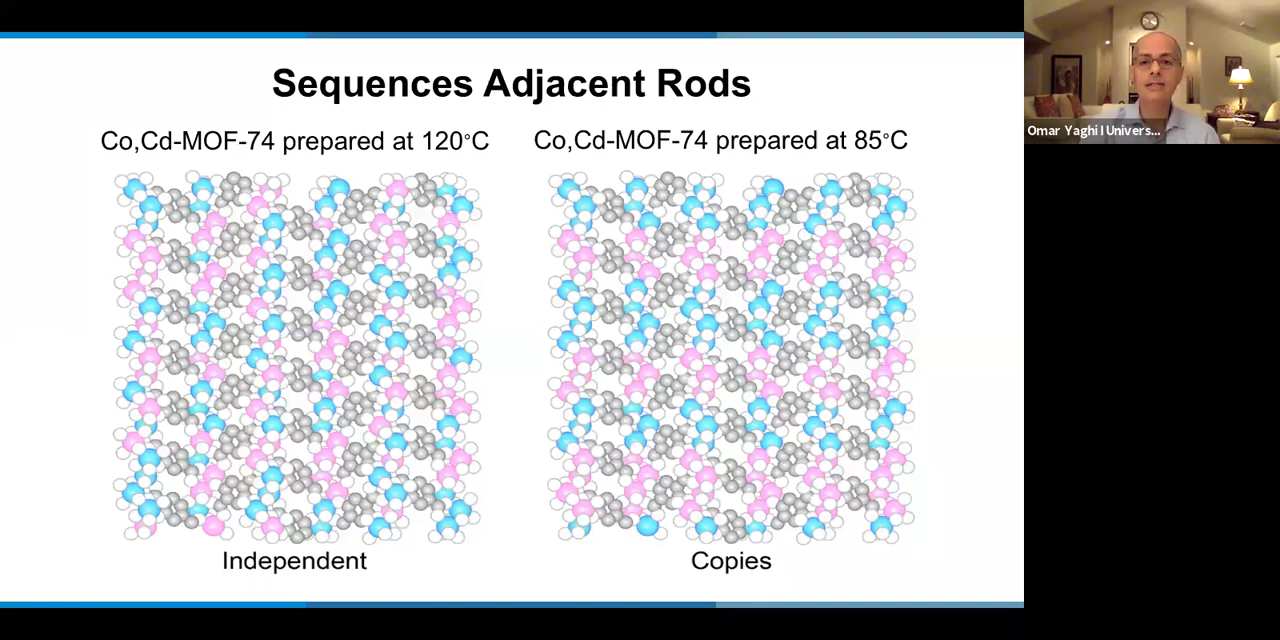 Sequences Adjacent Rods
Co,Cd-MOF-74 prepared at 120°C
Co,Cd-MOF-74 prepared at 85°C
Independent
Copies
Omar Yaghi I Univers...